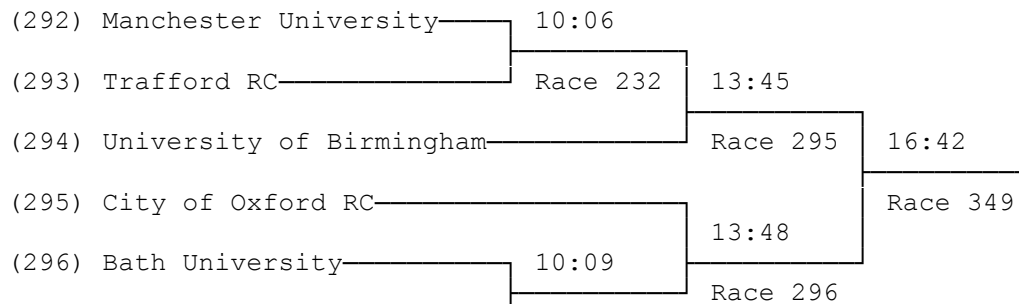 (292) Manchester University 10:06
(293) Trafford RC Race 232 13:45
(294) University of Birmingham Race 295 16:42
(295) City of Oxford RC Race 349
13:48
(296) Bath University 10:09
Race 296